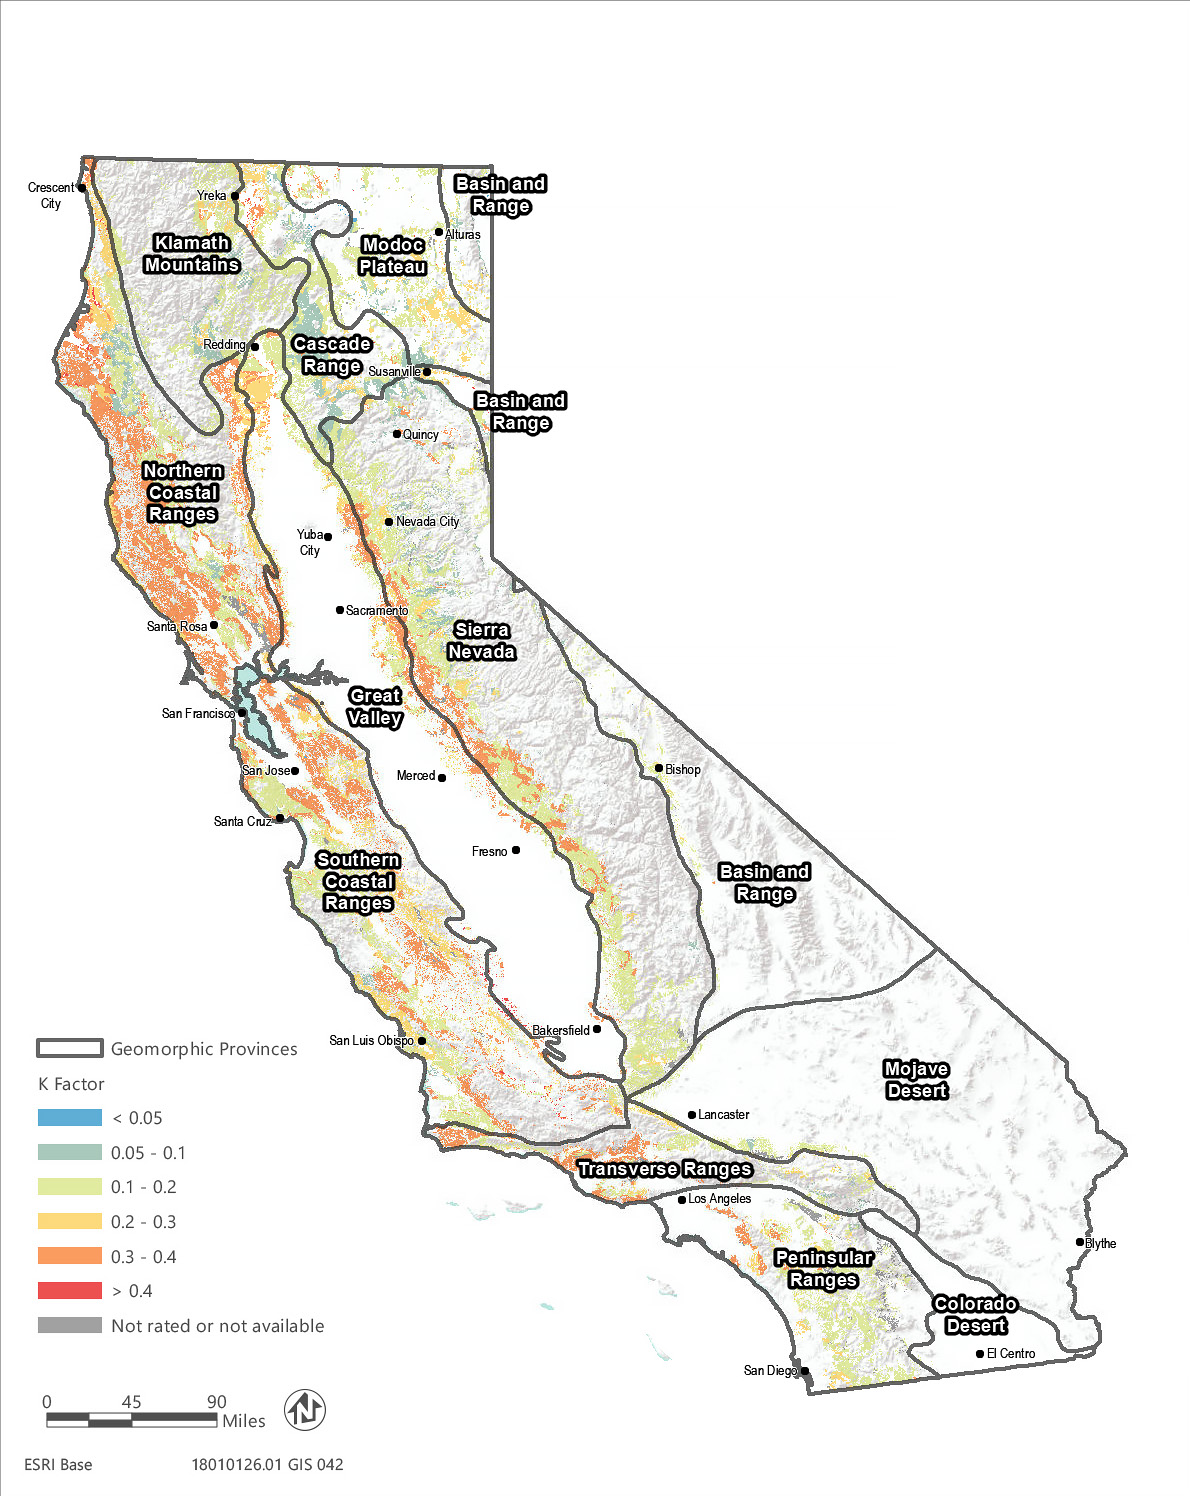 Crescent
City
Yreka
Basin and
Range
Klamath
Mountains
Modoc
Plateau
Alturas
Redding
Cascade
Range
Susanville
Basin and
Range
Quincy
Northern
Coastal
Ranges
Nevada City
Yuba
City
Sacramento
Santa Rosa
Sierra
Nevada
Great
Valley
San Francisco
San Jose
Merced
Bishop
Santa Cruz
Fresno
Southern
Coastal
Ranges
Basin and
Range
Bakersfield
San Luis Obispo
Mojave
Desert
Lancaster
Transverse Ranges
Los Angeles
Blythe
Peninsular
Ranges
Colorado
Desert
El Centro
San Diego
Geomorphic Provinces
K Factor
< 0.05
0.05 - 0.1
0.1 - 0.2
0.2 - 0.3
0.3 - 0.4
> 0.4
Not rated or not available
0 45 90
Miles
N
ESRI Base 18010126.01 GIS 042